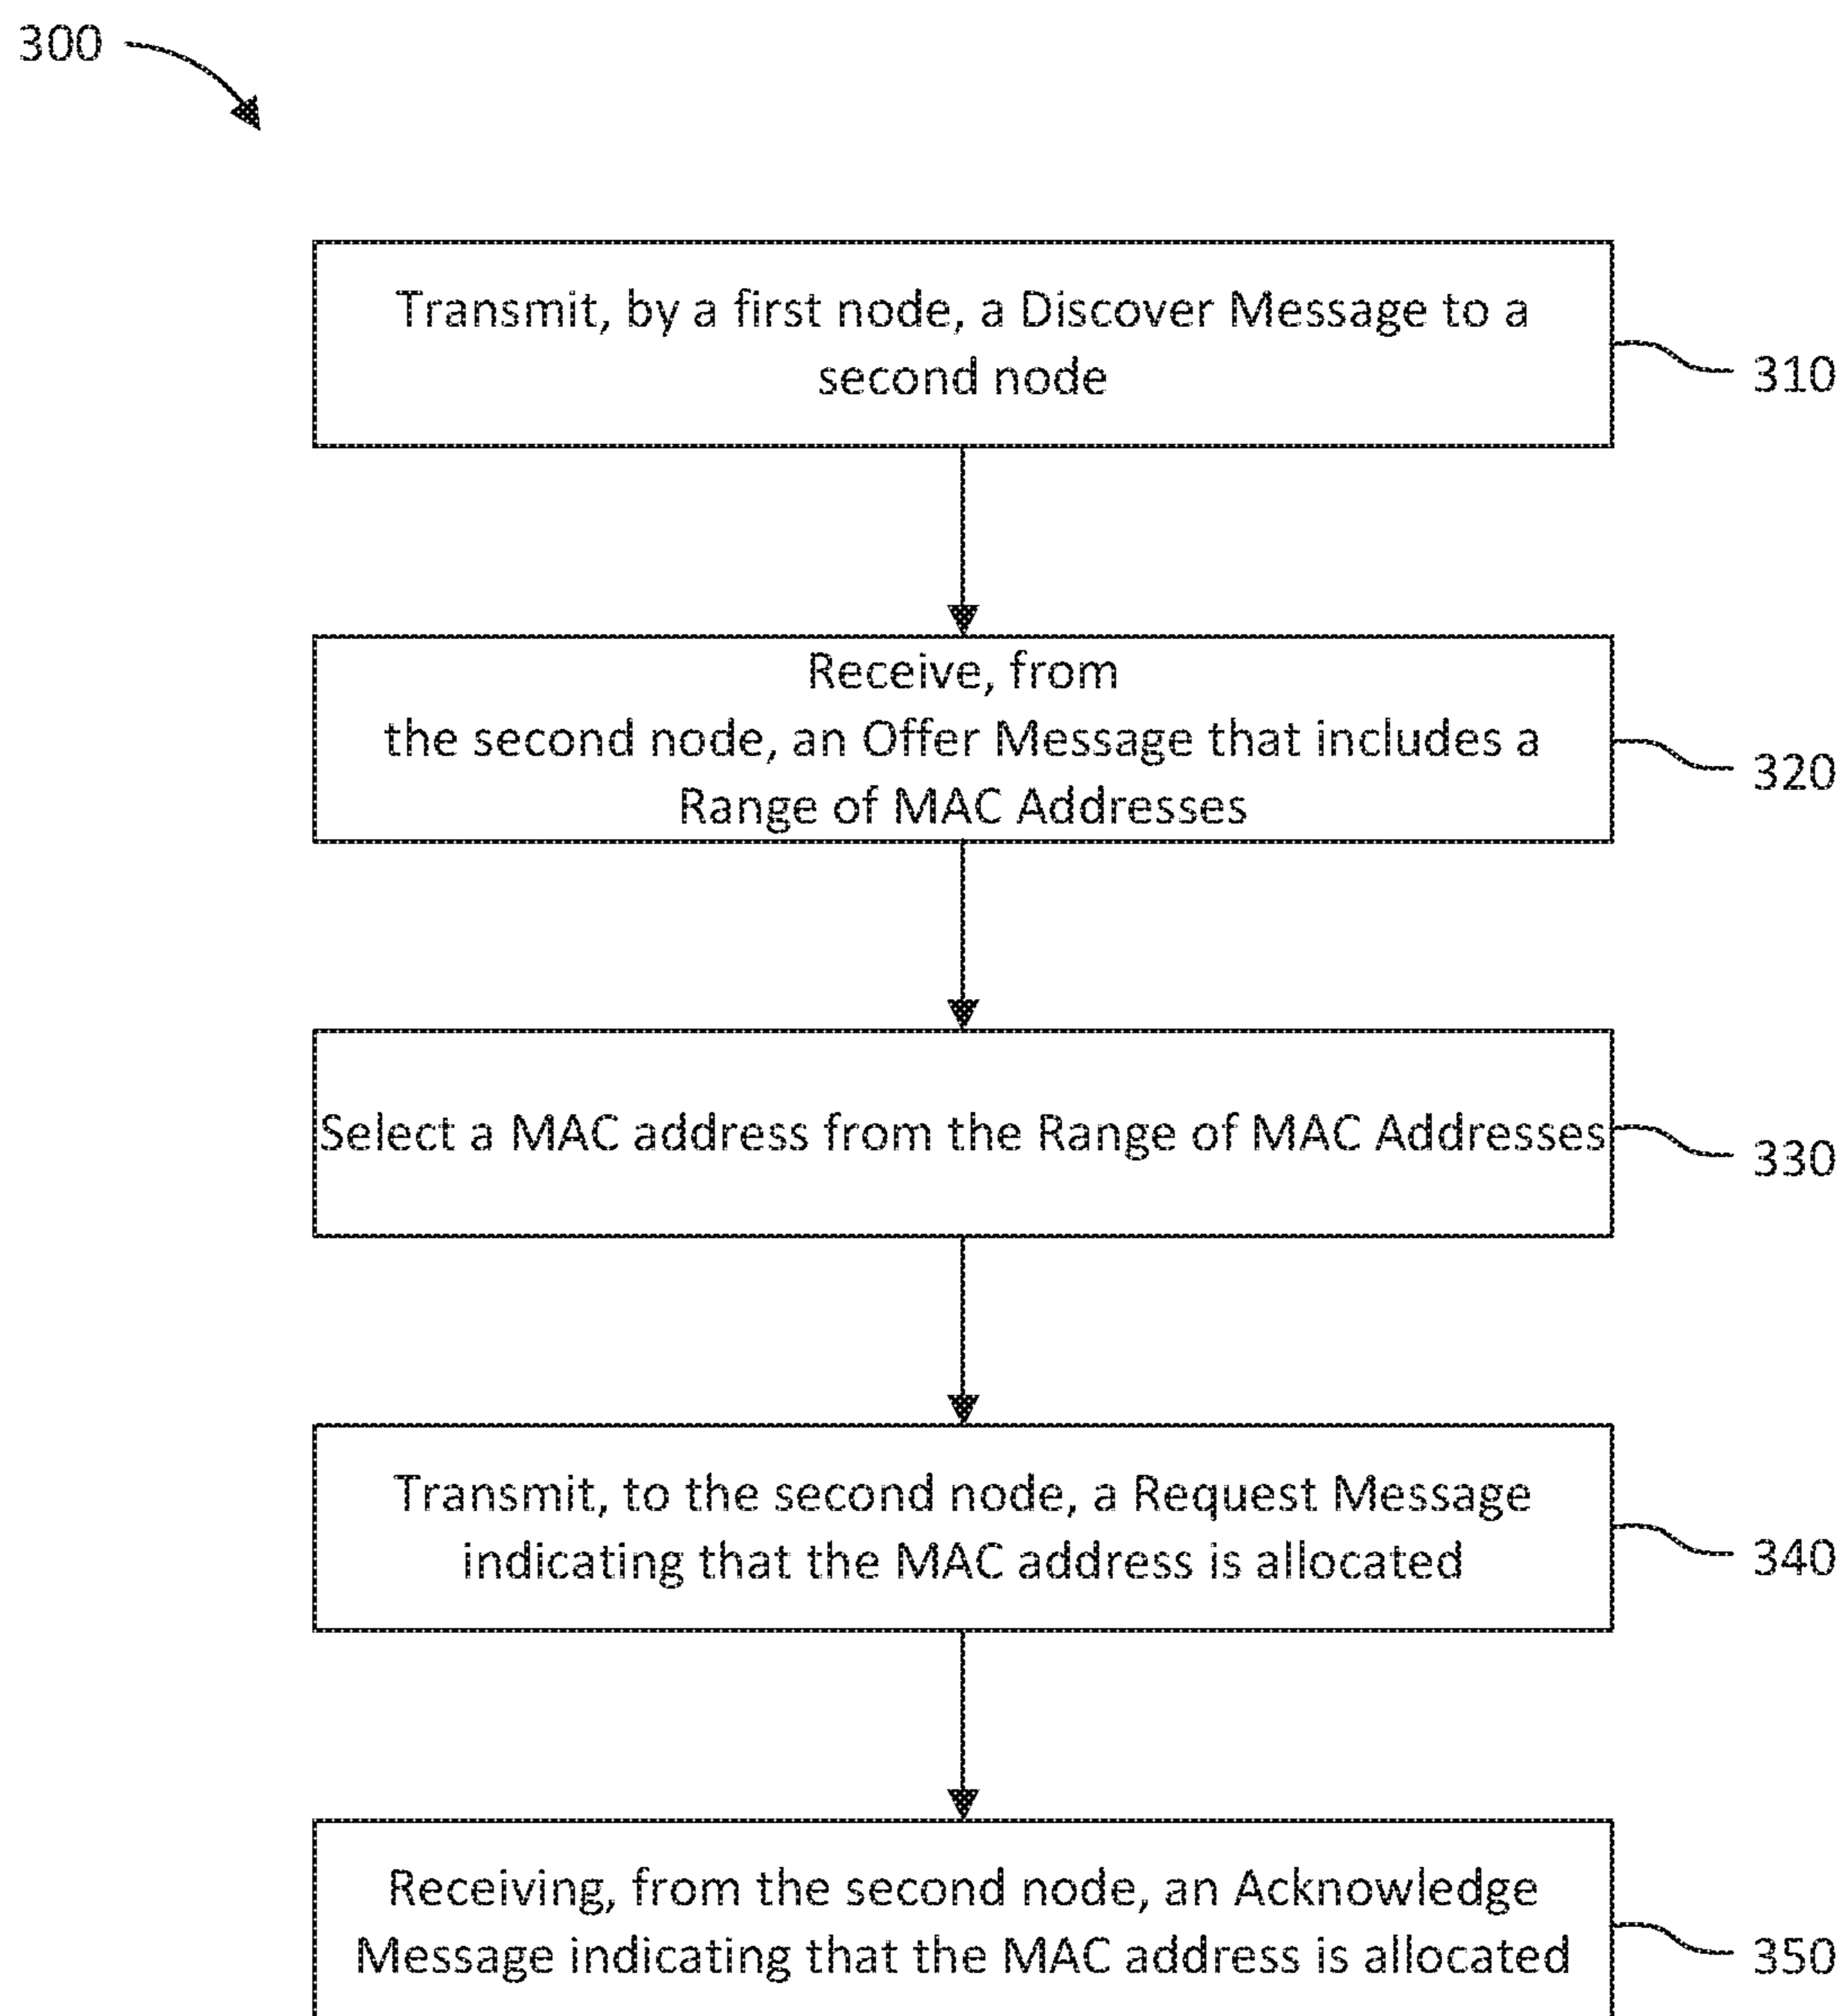 300
Transmit, by a first node, a Discover Message to a
second node
310
Receive, from
the second node, an Offer Message that includes a
Range of MAC Addresses
320
Select a MAC address from the Range of MAC Addresses
330
Transmit, to the second node, a Request Message
indicating that the MAC address is allocated
340
Receiving, from the second node, an Acknowledge
Message indicating that the MAC address is allocated
350